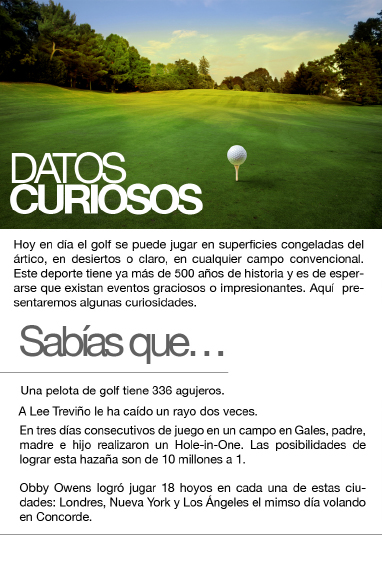 DATOS
CURIOSOS
Hoy en día el golf se puede jugar en superficies congeladas del
ártico, en desiertos o claro, en cualquier campo convencional.
Este deporte tiene ya más de 500 años de historia y es de esper-
arse que existan eventos graciosos o impresionantes. Aquí pre-
sentaremos algunas curiosidades.
Sabías que…
Una pelota de golf tiene 336 agujeros.
A Lee Treviño le ha caído un rayo dos veces.
En tres días consecutivos de juego en un campo en Gales, padre,
madre e hijo realizaron un Hole-in-One. Las posibilidades de
lograr esta hazaña son de 10 millones a 1.
Obby Owens logró jugar 18 hoyos en cada una de estas ciu-
dades: Londres, Nueva York y Los Ángeles el mimso día volando
en Concorde.